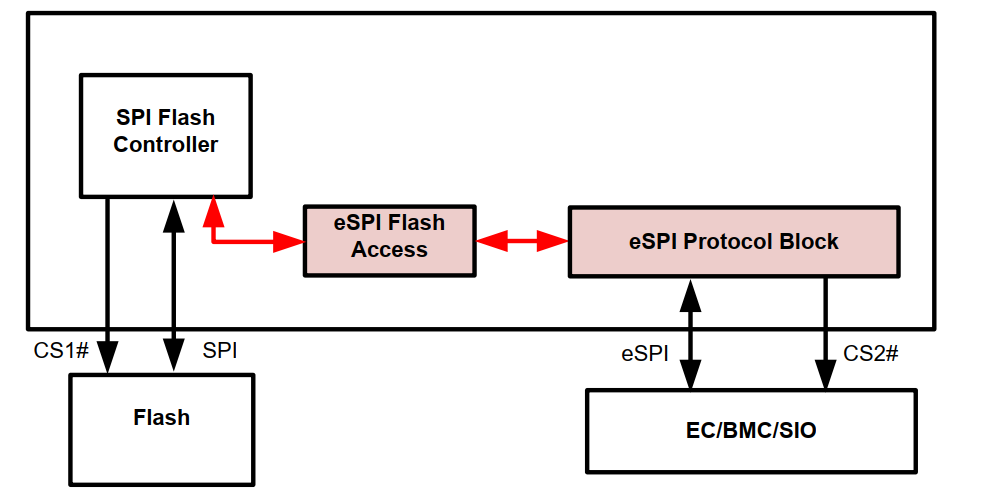 SPI Flash
Controller
eSPI Flash
Access
eSPI Protocol Block
CS1#
SPI
eSPI
CS2#
Flash
EC/BMC/SIO